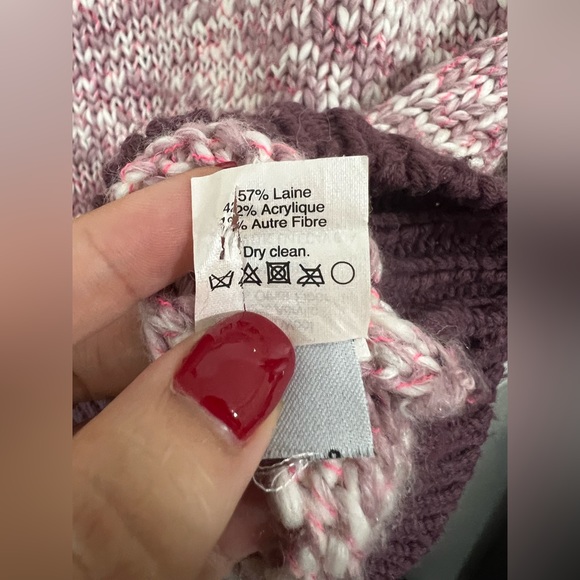 57% Laine
42% Acrylique
1% Autre Fibre
Dry clean.